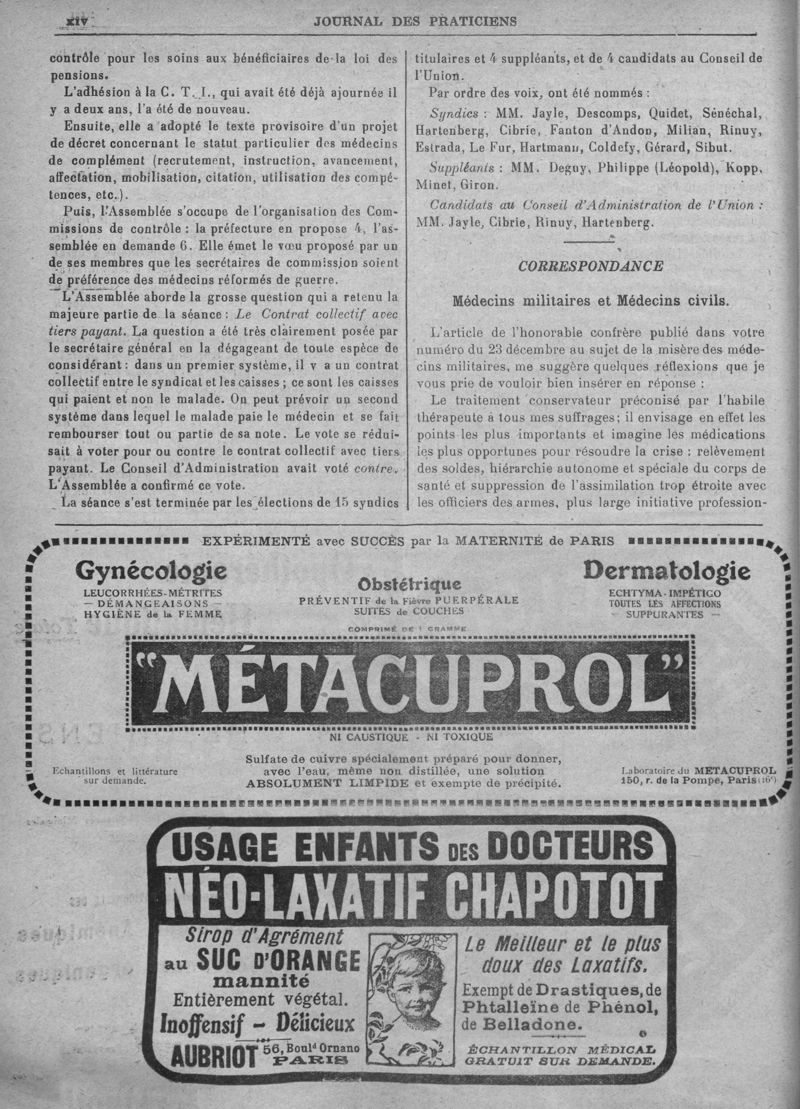 xiv
JOURNAL DES PRATICIENS
contrôle pour les soins aux bénéficiaires de la loi des
pensions.
L'adhésion à la C. T. I., qui avait été déjà ajournée il
y a deux ans, l'a été de nouveau.
Ensuite, elle a adopté le texte provisoire d'un projet
de décret concernant le statut particulier des médecins
de complément (recrutement, instruction, avancement,
affectation, mobilisation, citation, utilisation des compé-
tences, etc.).
Puis, l'Assemblée s'occupe de l'organisation des Com-
missions de contrôle : la préfecture en propose 4, l'as-
semblée en demande 6. Elle émet le vœu proposé par un
de ses membres que les secrétaires de commission soient
de préférence des médecins réformés de guerre.
L'Assemblée aborde la grosse question qui a retenu la
majeure partie de la séance : Le Contrat collectif avec
tiers payant. La question a été très clairement posée par
le secrétaire général en la dégageant de toute espèce de
considérant : dans un premier système, il y a un contrat
collectif entre le syndicat et les caisses ; ce sont les caisses
qui paient et non le malade. On peut prévoir un second
système dans lequel le malade paie le médecin et se fait
rembourser tout ou partie de sa note. Le vote se rédui-
sait à voter pour ou contre le contrat collectif avec tiers
payant. Le Conseil d'Administration avait voté contre.
L'Assemblée a confirmé ce vote.
La séance s'est terminée par les élections de 15 syndics
titulaires et 4 suppléants, et de 4 candidats au Conseil de
l'Union.
Par ordre des voix, ont été nommés :
Syndics : MM. Jayle, Descomps, Quidet, Sénéchal,
Hartenberg, Cibrie, Fanton d'Andon, Milian, Rinuy,
Estrada, Le Fur, Hartmann, Coldefy, Gérard, Sibut.
Suppléants : MM. Deguy, Philippe (Léopold), Kopp,
Minet, Giron.
Candidats au Conseil d'Administration de l'Union :
MM. Jayle, Cibrie, Rinuy, Hartenberg.
CORRESPONDANCE
Médecins militaires et Médecins civils.
L'article de l'honorable confrère publié dans votre
numéro du 23 décembre au sujet de la misère des méde-
cins militaires, me suggère quelques réflexions que je
vous prie de vouloir bien insérer en réponse :
Le traitement conservateur préconisé par l'habile
thérapeute a tous mes suffrages ; il envisage en effet les
points les plus importants et imagine les médications
les plus opportunes pour résoudre la crise : relèvement
des soldes, hiérarchie autonome et spéciale du corps de
santé et suppression de l'assimilation trop étroite avec
les officiers des armes, plus large initiative profession-
EXPÉRIMENTÉ avec SUCCÈS par la MATERNITÉ de PARIS
Gynécologie
LEUCORRHÉES-MÉTRITES
— DÉMANGEAISONS —
HYGIÈNE de la FEMME
Obstétrique
PRÉVENTIF de la Fièvre PUERPÉRALE
SUITES de COUCHES
Dermatologie
ECHTYMA-IMPÉTIGO
TOUTES LES AFFECTIONS
— SUPPURANTES —
COMPRIMÉ DE 1 GRAMME
"MÉTACUPROL"
NI CAUSTIQUE - NI TOXIQUE
Echantillons et littérature
sur demande.
Sulfate de cuivre spécialement préparé pour donner,
avec l'eau, même non distillée, une solution
ABSOLUMENT LIMPIDE et exempte de précipité.
Laboratoire du METACUPROL
150, r. de la Pompe, Paris (16e)
USAGE ENFANTS DES DOCTEURS
NÉO-LAXATIF CHAPOTOT
Sirop d'Agrément
au SUC D'ORANGE
mannité
Entièrement végétal.
Inoffensif – Délicieux
AUBRIOT 56, Bould Ornano
PARIS
Le Meilleur et le plus
doux des Laxatifs.
Exempt de Drastiques, de
Phtalleïne de Phénol,
de Belladone.
ÉCHANTILLON MÉDICAL
GRATUIT SUR DEMANDE.